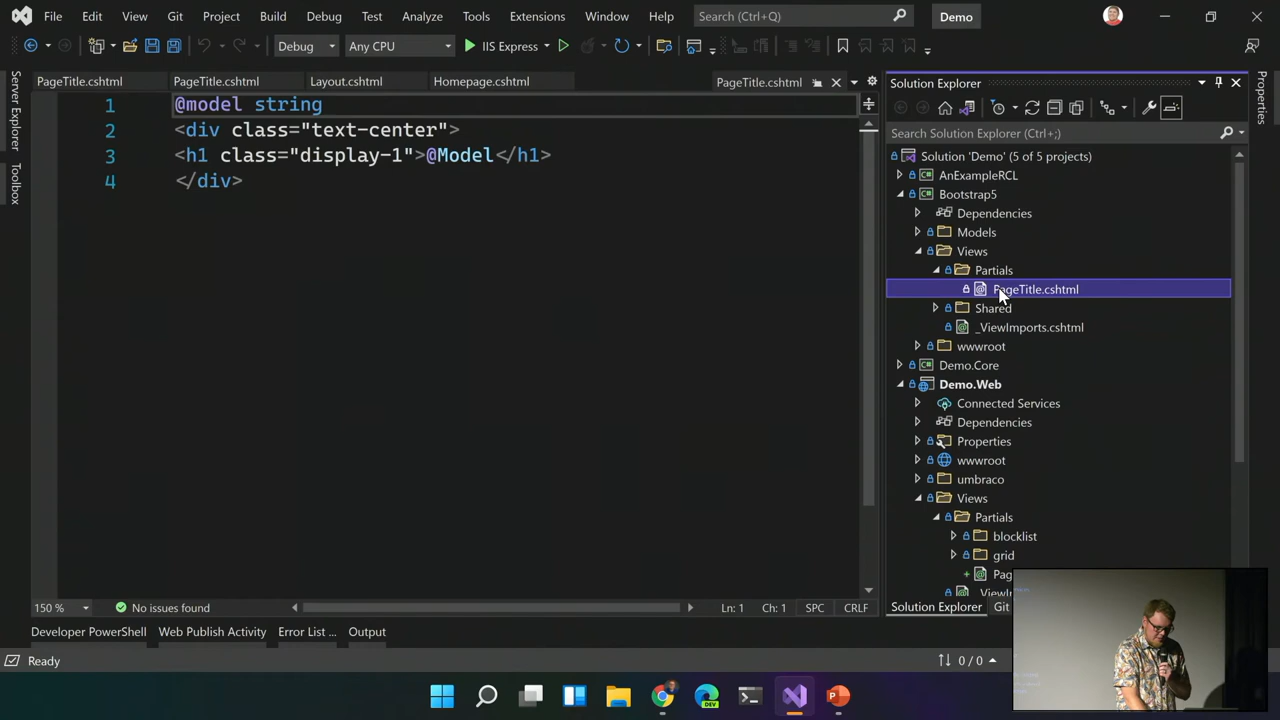 File Edit View Git Project Build Debug Test Analyze Tools Extensions Window Help Search (Ctrl+Q) Demo
Debug Any CPU IIS Express
Server Explorer
Toolbox
PageTitle.cshtml PageTitle.cshtml Layout.cshtml Homepage.cshtml PageTitle.cshtml
1 @model string
2 <div class="text-center">
3 <h1 class="display-1">@Model</h1>
4 </div>
150 % No issues found Ln: 1 Ch: 1 SPC CRLF
Developer PowerShell Web Publish Activity Error List ... Output
Ready 0 / 0
Solution Explorer
Search Solution Explorer (Ctrl+;)
Solution 'Demo' (5 of 5 projects)
AnExampleRCL
Bootstrap5
Dependencies
Models
Views
Partials
PageTitle.cshtml
Shared
_ViewImports.cshtml
wwwroot
Demo.Core
Demo.Web
Connected Services
Dependencies
Properties
wwwroot
umbraco
Views
Partials
blocklist
grid
Solution Explorer Git
Properties
DEV